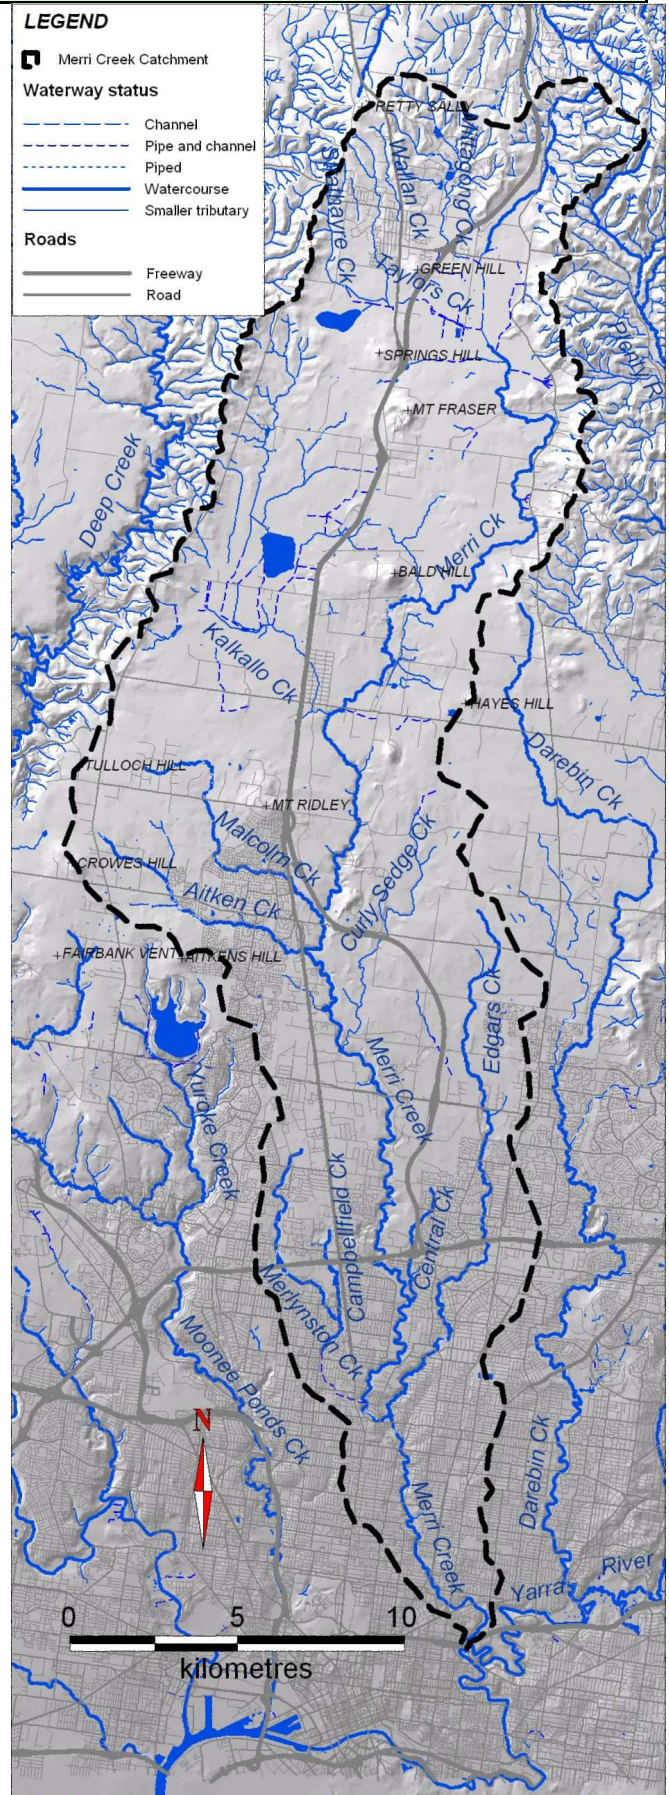 LEGEND
Merri Creek Catchment
Waterway status
Channel
Pipe and channel
Piped
Watercourse
Smaller tributary
Roads
Freeway
Road
PRETTY SALLY
Mittagong Ck
Mallan Ck
Strathaave Ck
GREEN HILL
Taylors Ck
Plenty R
SPRINGS HILL
MT FRASER
Deep Creek
Merri Ck
BALD HILL
Kalkallo Ck
HAYES HILL
Darebin Ck
TULLOCH HILL
MT RIDLEY
Malcolm Ck
Curly Sedge Ck
CROWES HILL
Aitken Ck
FAIRBANK VENT
AITKENS HILL
Edgars Ck
Merri Creek
Yuroke Creek
Campbellfield Ck
Central Ck
Merlynston Ck
Moonee Ponds Ck
N
Darebin Ck
Merri Creek
Yarra River
0 5 10
kilometres